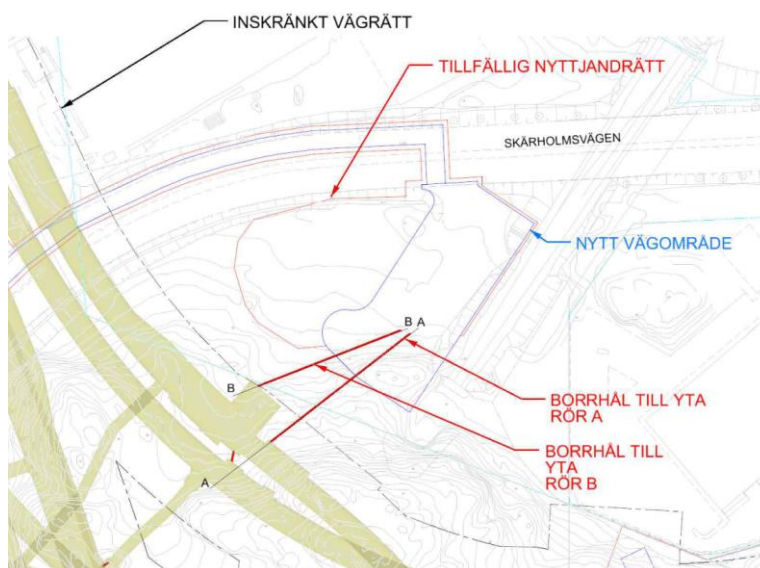 INSKRÄNKT VÄGRÄTT
TILLFÄLLIG NYTTJANDRÄTT
SKÄRHOLMSVÄGEN
NYTT VÄGOMRÅDE
B A
B
BORRHÅL TILL YTA
RÖR A
BORRHÅL TILL
YTA
RÖR B
A